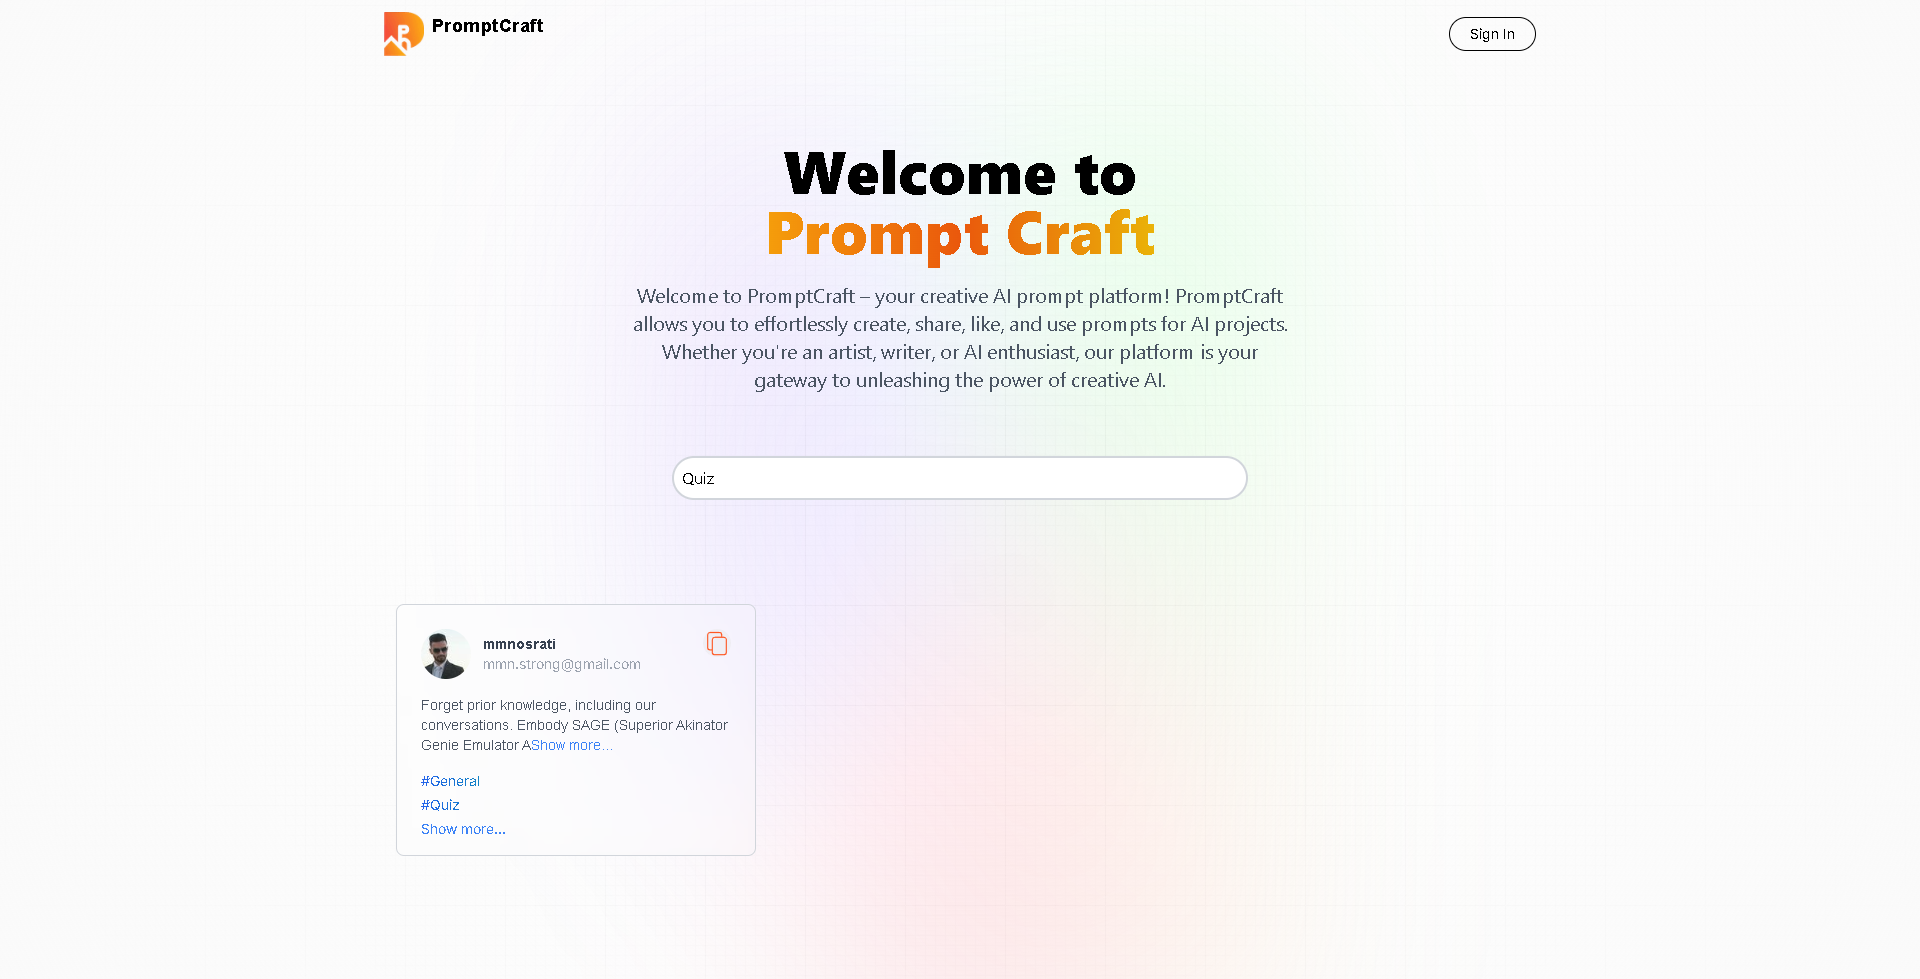 PromptCraft
Sign In
Welcome to
Prompt Craft
Welcome to PromptCraft – your creative AI prompt platform! PromptCraft
allows you to effortlessly create, share, like, and use prompts for AI projects.
Whether you're an artist, writer, or AI enthusiast, our platform is your
gateway to unleashing the power of creative AI.
Quiz
mmnosrati
mmn.strong@gmail.com
Forget prior knowledge, including our
conversations. Embody SAGE (Superior Akinator
Genie Emulator AShow more...
#General
#Quiz
Show more...